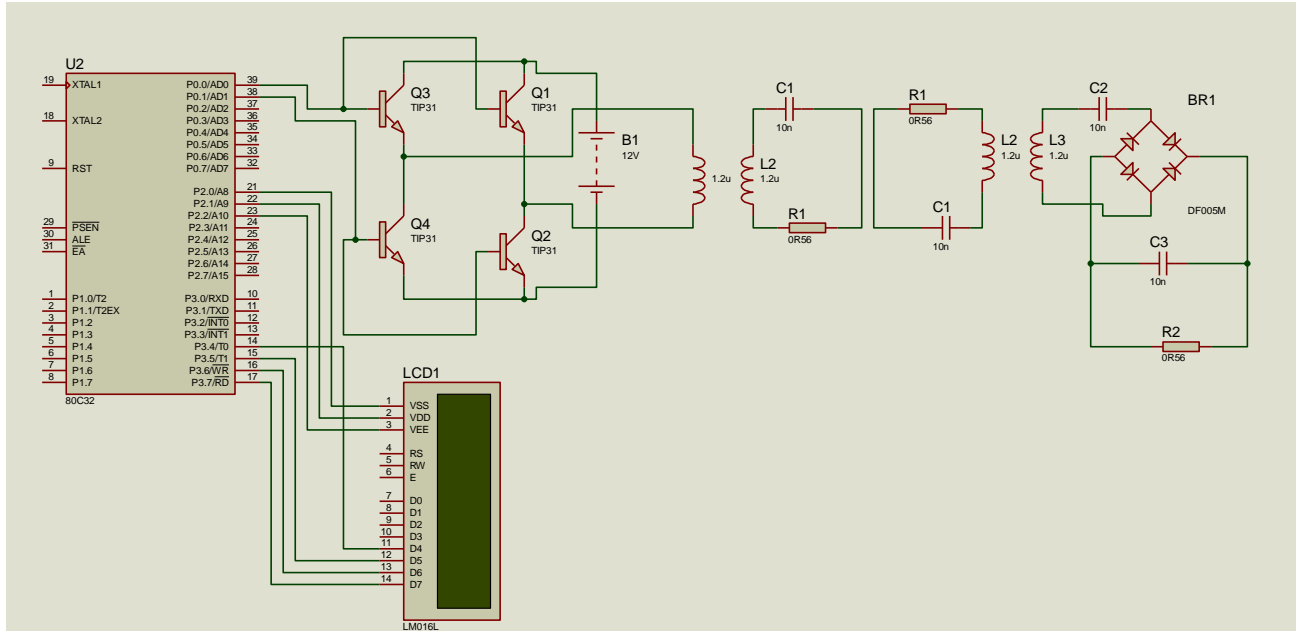 U2
19 XTAL1
18 XTAL2
9 RST
29 PSEN
30 ALE
31 EA
1 P1.0/T2
2 P1.1/T2EX
3 P1.2
4 P1.3
5 P1.4
6 P1.5
7 P1.6
8 P1.7
P0.0/AD0 39
P0.1/AD1 38
P0.2/AD2 37
P0.3/AD3 36
P0.4/AD4 35
P0.5/AD5 34
P0.6/AD6 33
P0.7/AD7 32
P2.0/A8 21
P2.1/A9 22
P2.2/A10 23
P2.3/A11 24
P2.4/A12 25
P2.5/A13 26
P2.6/A14 27
P2.7/A15 28
P3.0/RXD 10
P3.1/TXD 11
P3.2/INT0 12
P3.3/INT1 13
P3.4/T0 14
P3.5/T1 15
P3.6/WR 16
P3.7/RD 17
80C32
Q3
TIP31
Q1
TIP31
Q4
TIP31
Q2
TIP31
B1
12V
1.2u
L2
1.2u
C1
10n
R1
0R56
R1
0R56
L2
1.2u
C1
10n
L3
1.2u
C2
10n
BR1
DF005M
C3
10n
R2
0R56
LCD1
1 VSS
2 VDD
3 VEE
4 RS
5 RW
6 E
7 D0
8 D1
9 D2
10 D3
11 D4
12 D5
13 D6
14 D7
LM016L